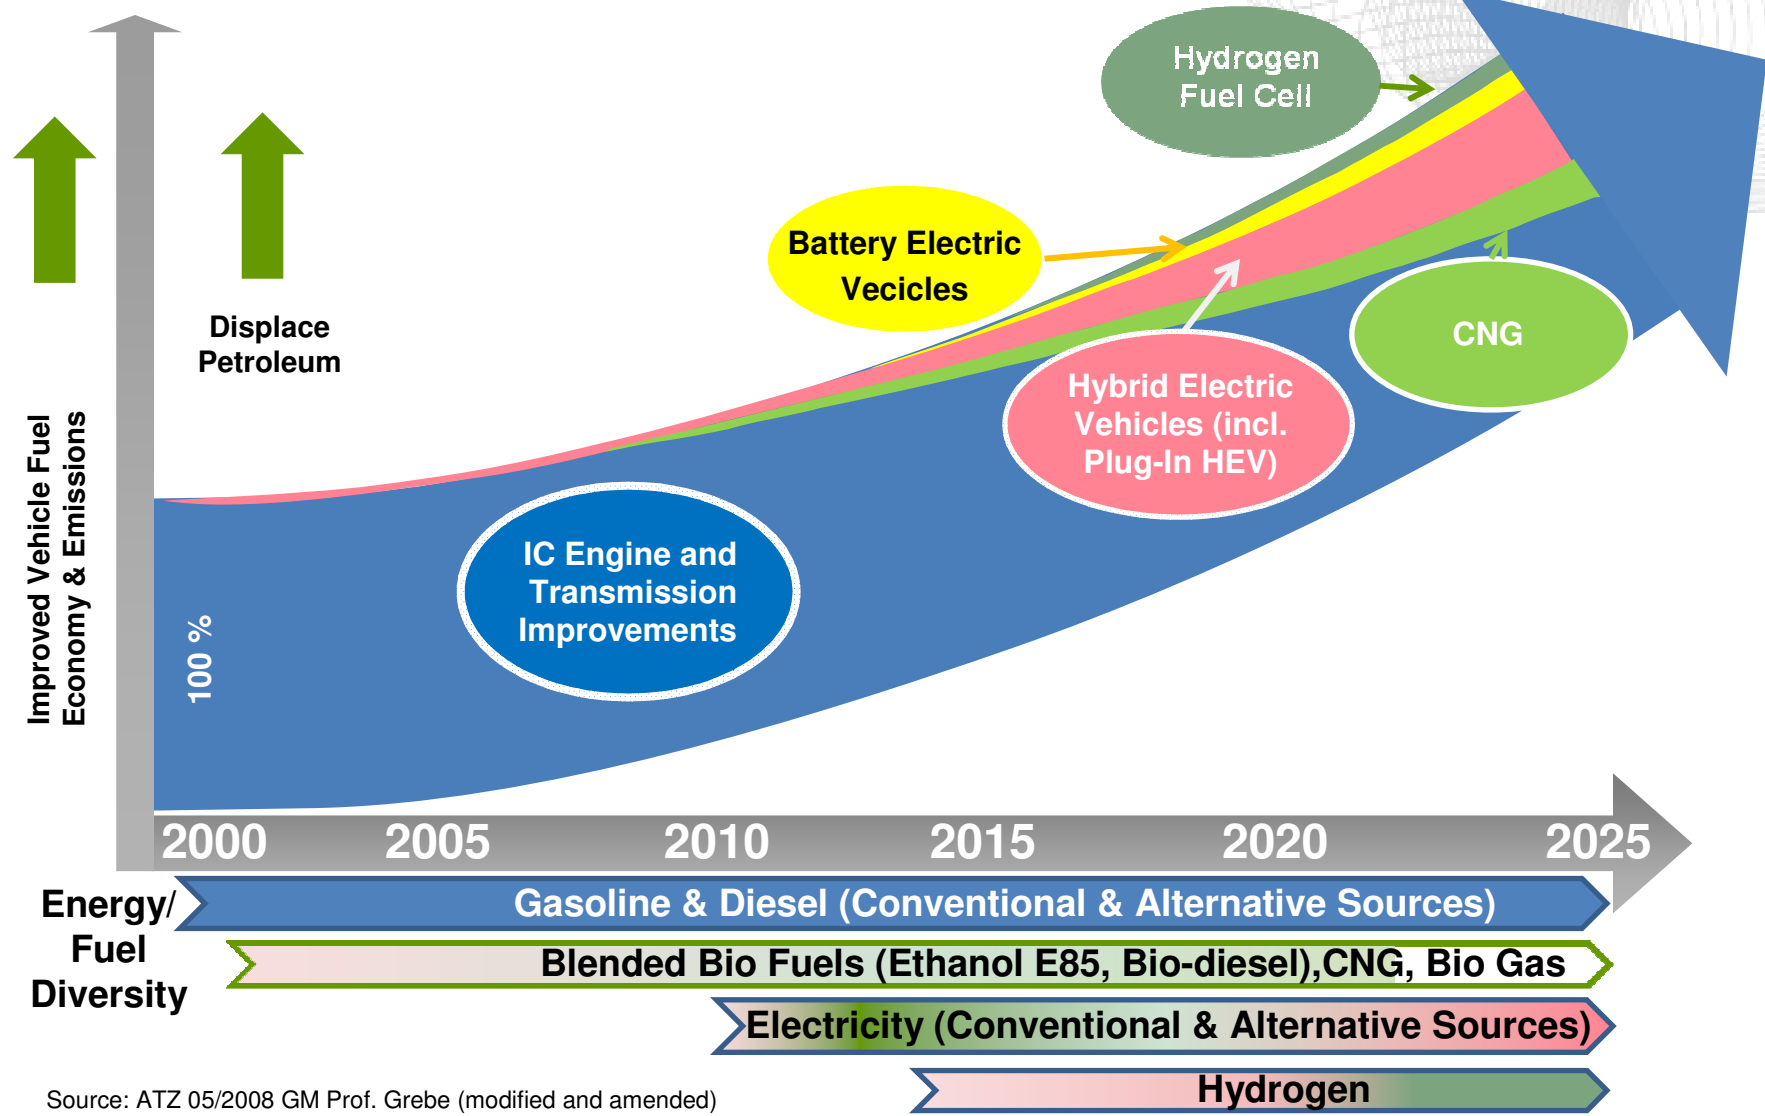 Hydrogen
Fuel Cell
Battery Electric
Vecicles
Displace
Petroleum
CNG
Hybrid Electric
Vehicles (incl.
Plug-In HEV)
Improved Vehicle Fuel
Economy & Emissions
IC Engine and
Transmission
Improvements
100 %
2000 2005 2010 2015 2020 2025
Energy/
Fuel
Diversity
Gasoline & Diesel (Conventional & Alternative Sources)
Blended Bio Fuels (Ethanol E85, Bio-diesel),CNG, Bio Gas
Electricity (Conventional & Alternative Sources)
Hydrogen
Source: ATZ 05/2008 GM Prof. Grebe (modified and amended)